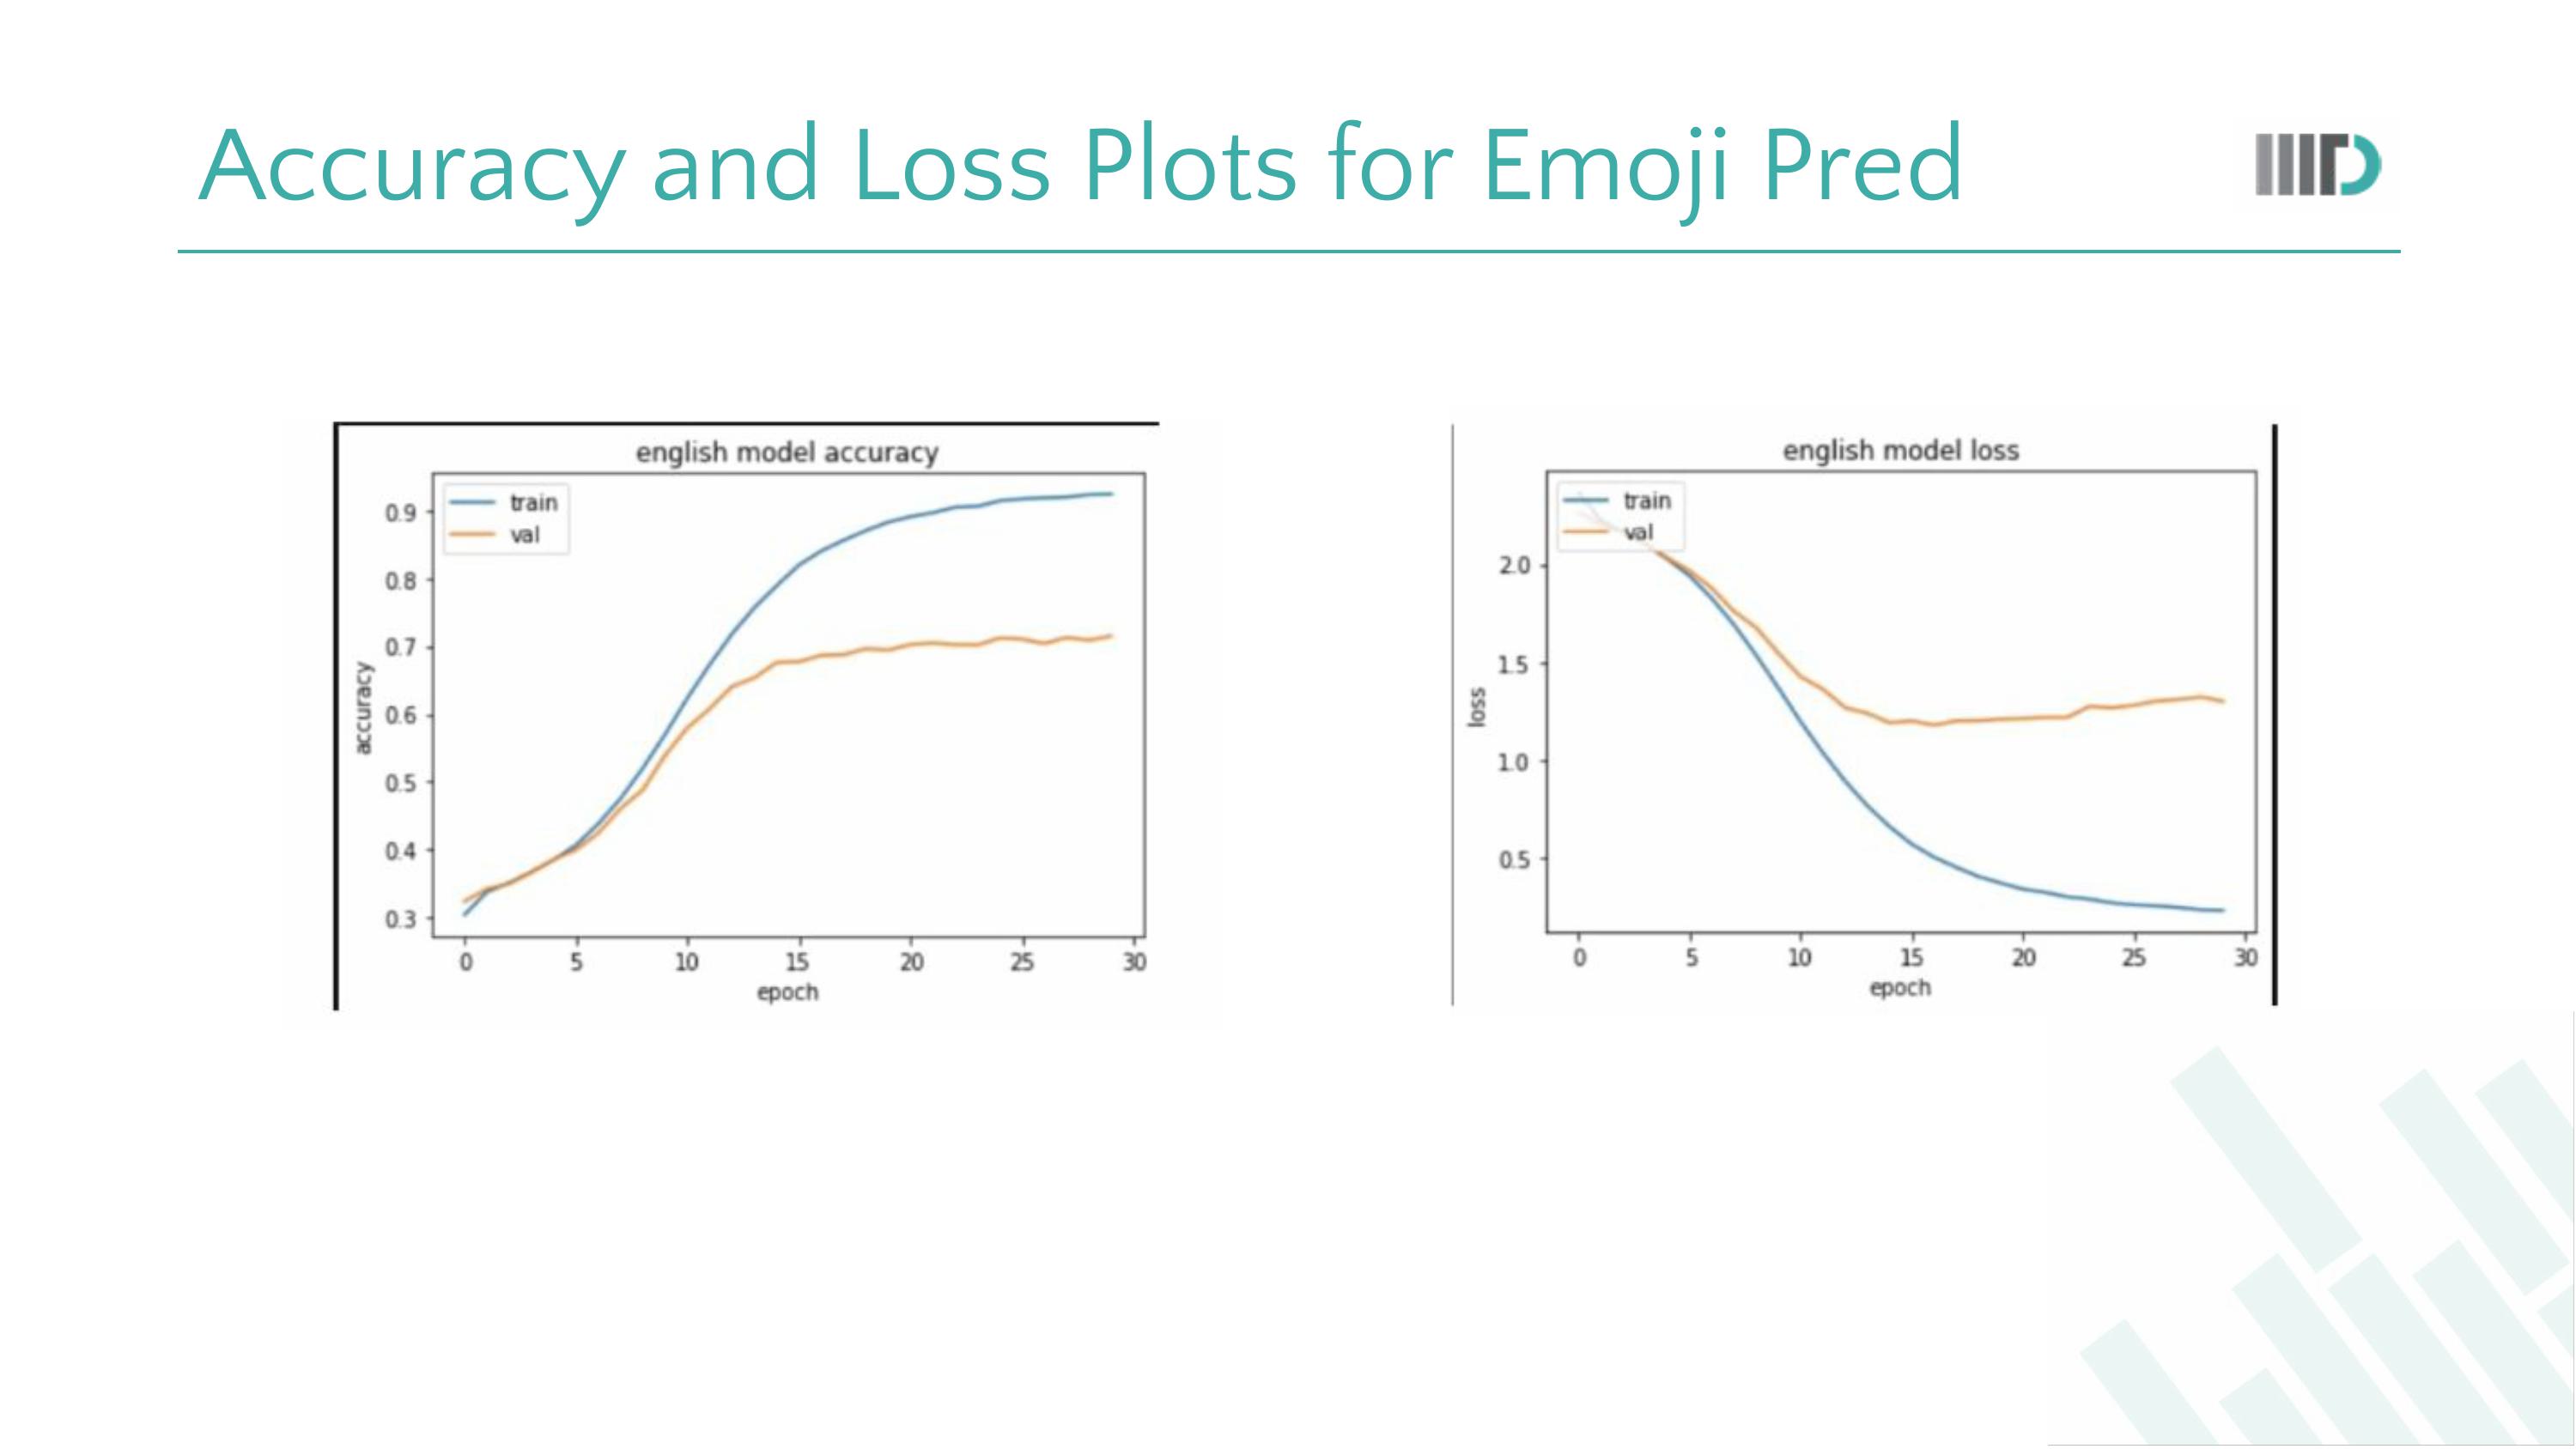 Accuracy and Loss Plots for Emoji Pred
IIITD
english model accuracy
train
val
0.9
0.8
0.7
0.6
0.5
0.4
0.3
accuracy
0 5 10 15 20 25 30
epoch
english model loss
train
val
2.0
1.5
1.0
0.5
loss
0 5 10 15 20 25 30
epoch